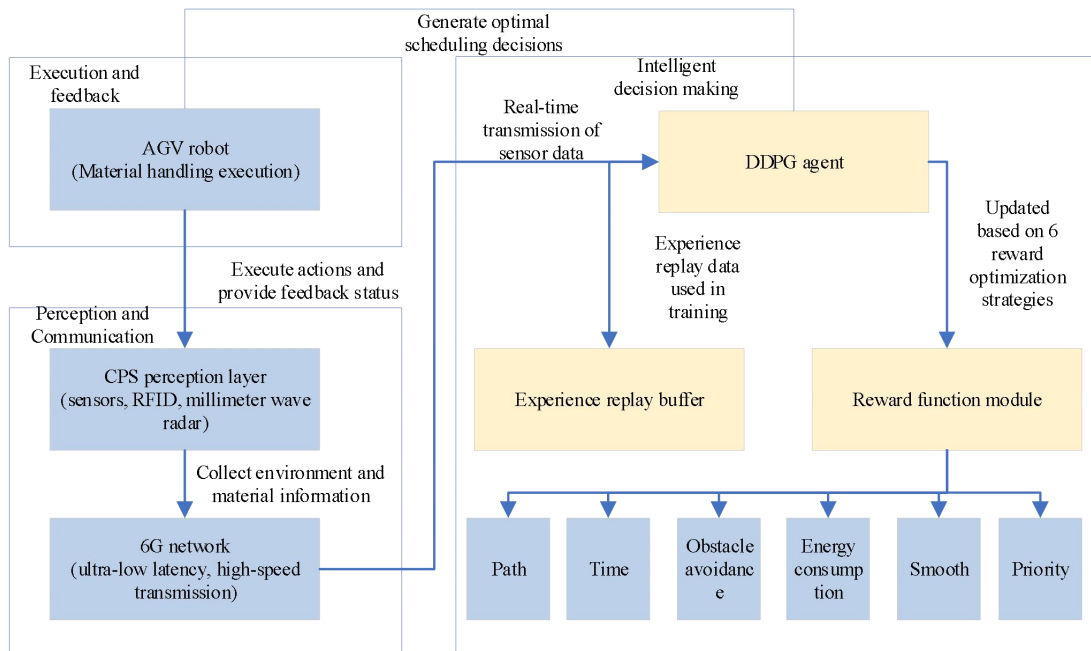 Generate optimal
scheduling decisions
Execution and
feedback
AGV robot
(Material handling execution)
Execute actions and
provide feedback status
Perception and
Communication
CPS perception layer
(sensors, RFID, millimeter wave
radar)
Collect environment and
material information
6G network
(ultra-low latency, high-speed
transmission)
Intelligent
decision making
Real-time
transmission of
sensor data
DDPG agent
Updated
based on 6
reward
optimization
strategies
Experience
replay data
used in
training
Experience replay buffer
Reward function module
Path
Time
Obstacle
avoidanc
e
Energy
consump
tion
Smooth
Priority